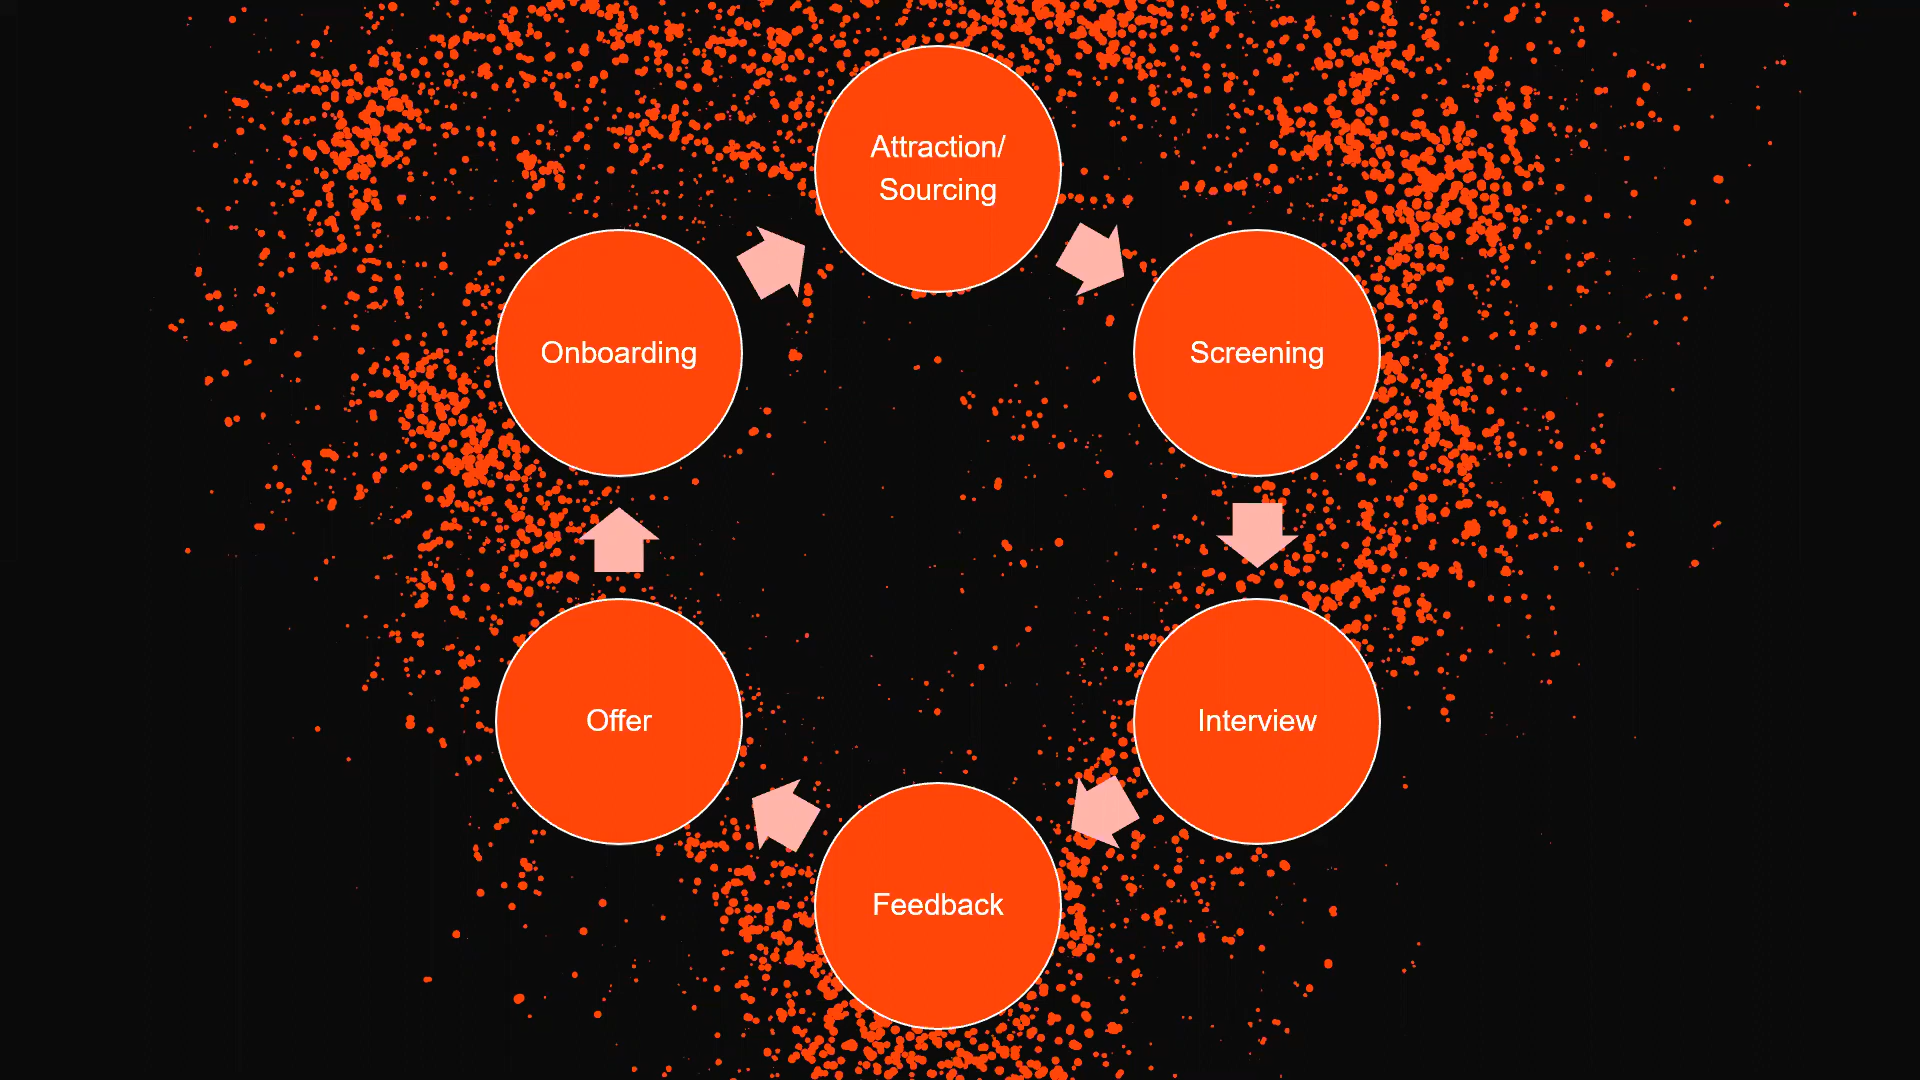 Attraction/
Sourcing
Screening
Interview
Feedback
Offer
Onboarding